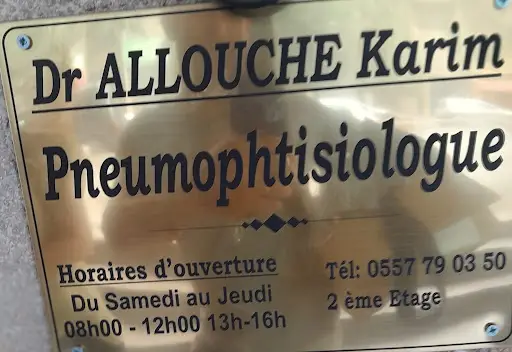 Dr ALLOUCHE Karim
Pneumophtisiologue
Horaires d'ouverture
Du Samedi au Jeudi
08h00 - 12h00 13h-16h
Tél: 0557 79 03 50
2 ème Etage